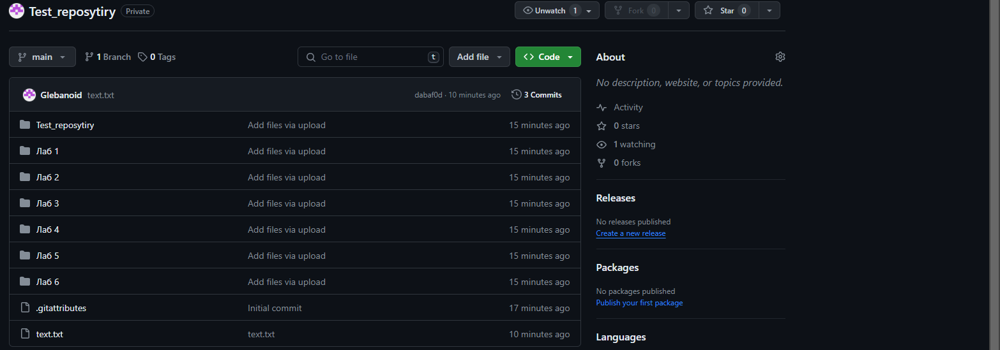 Test_reposytiry Private Unwatch 1 Fork 0 Star 0
main 1 Branch 0 Tags Go to file t Add file Code
Glebanoid text.txt dabaf0d · 10 minutes ago 3 Commits
Test_reposytiry Add files via upload 15 minutes ago
Лаб 1 Add files via upload 15 minutes ago
Лаб 2 Add files via upload 15 minutes ago
Лаб 3 Add files via upload 15 minutes ago
Лаб 4 Add files via upload 15 minutes ago
Лаб 5 Add files via upload 15 minutes ago
Лаб 6 Add files via upload 15 minutes ago
.gitattributes Initial commit 17 minutes ago
text.txt text.txt 10 minutes ago
About
No description, website, or topics provided.
Activity
0 stars
1 watching
0 forks
Releases
No releases published
Create a new release
Packages
No packages published
Publish your first package
Languages